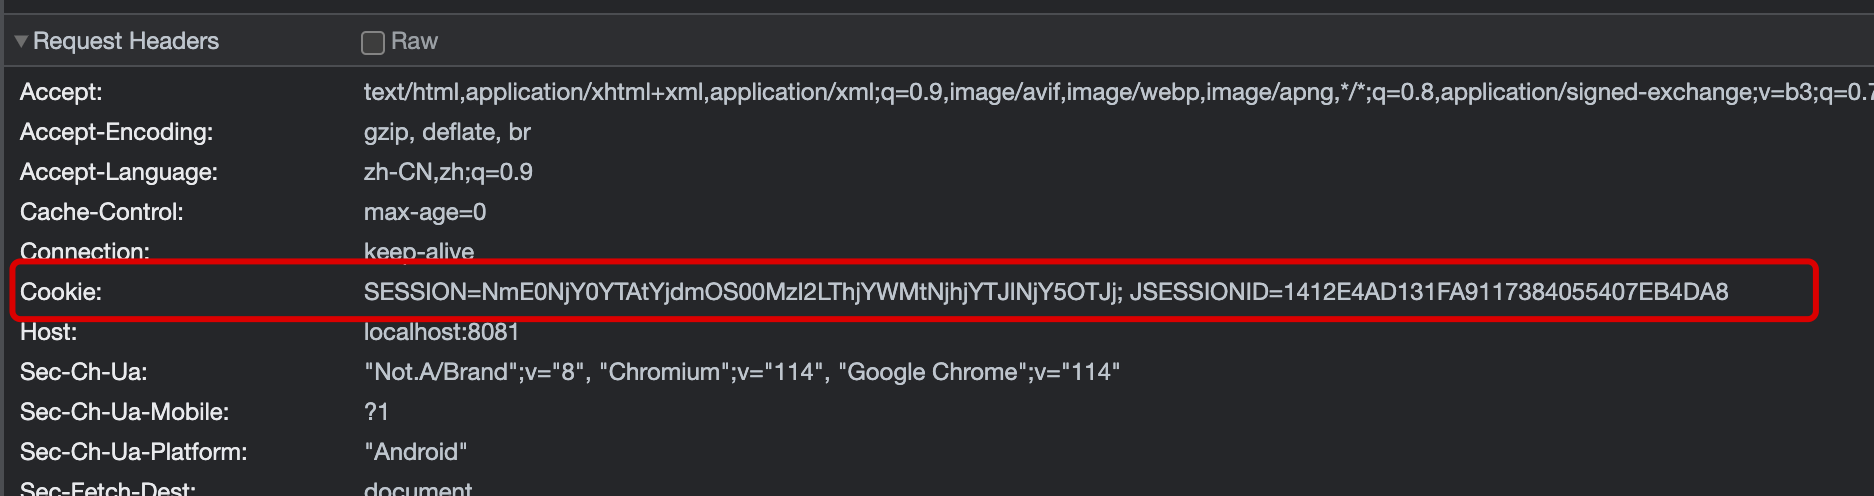 Request Headers Raw
Accept: text/html,application/xhtml+xml,application/xml;q=0.9,image/avif,image/webp,image/apng,*/*;q=0.8,application/signed-exchange;v=b3;q=0.7
Accept-Encoding: gzip, deflate, br
Accept-Language: zh-CN,zh;q=0.9
Cache-Control: max-age=0
Connection: keep-alive
Cookie: SESSION=NmE0NjY0YTAtYjdmOS00MzI2LThjYWMtNjhjYTJlNjY5OTJj; JSESSIONID=1412E4AD131FA9117384055407EB4DA8
Host: localhost:8081
Sec-Ch-Ua: "Not.A/Brand";v="8", "Chromium";v="114", "Google Chrome";v="114"
Sec-Ch-Ua-Mobile: ?1
Sec-Ch-Ua-Platform: "Android"
Sec-Fetch-Dest: document